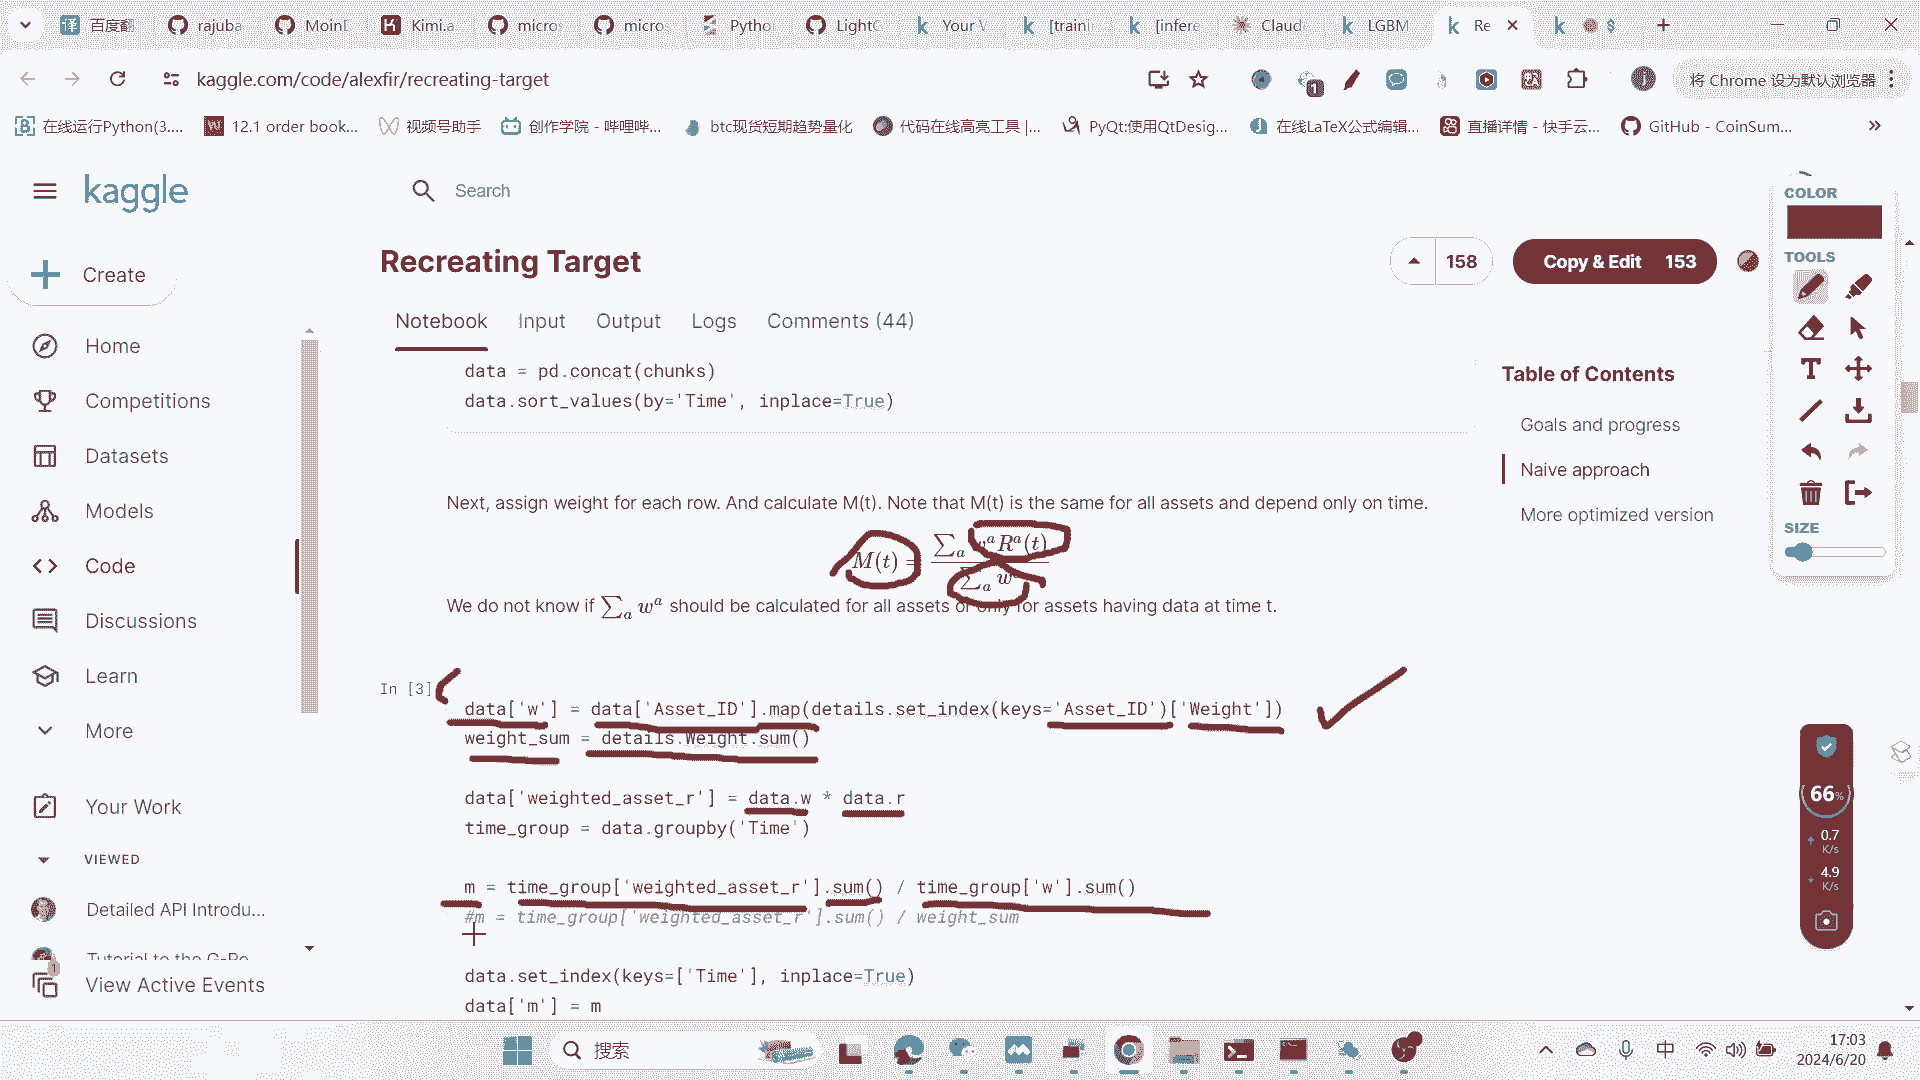 百度翻
rajuba
MoinD
Kimi.a
micros
micros
Pytho
LightG
Your
[traini
[infere
Claud
LGBM
Re
$
kaggle.com/code/alexfir/recreating-target
1
将 Chrome 设为默认浏览器
在线运行Python(3....
12.1 order book...
视频号助手
创作学院 - 哔哩哔...
btc现货短期趋势量化
代码在线高亮工具 |...
PyQt:使用QtDesig...
在线LaTeX公式编辑...
直播详情 - 快手云...
GitHub - CoinSum...
kaggle
Search
COLOR
TOOLS
SIZE
Create
Home
Competitions
Datasets
Models
Code
Discussions
Learn
More
Your Work
VIEWED
Detailed API Introdu...
Tutorial to the G-Re
1
View Active Events
Recreating Target
158
Copy & Edit 153
Notebook Input Output Logs Comments (44)
data = pd.concat(chunks)
data.sort_values(by='Time', inplace=True)
Table of Contents
Goals and progress
Naive approach
More optimized version
Next, assign weight for each row. And calculate M(t). Note that M(t) is the same for all assets and depend only on time.
M(t) = ∑a wᵃRᵃ(t) / ∑a wᵃ
We do not know if ∑a wᵃ should be calculated for all assets or only for assets having data at time t.
In [3]
data['w'] = data['Asset_ID'].map(details.set_index(keys='Asset_ID')['Weight'])
weight_sum = details.Weight.sum()
data['weighted_asset_r'] = data.w * data.r
time_group = data.groupby('Time')
m = time_group['weighted_asset_r'].sum() / time_group['w'].sum()
#m = time_group['weighted_asset_r'].sum() / weight_sum
data.set_index(keys=['Time'], inplace=True)
data['m'] = m
66%
0.7
K/s
4.9
K/s
搜索
中
17:03
2024/6/20